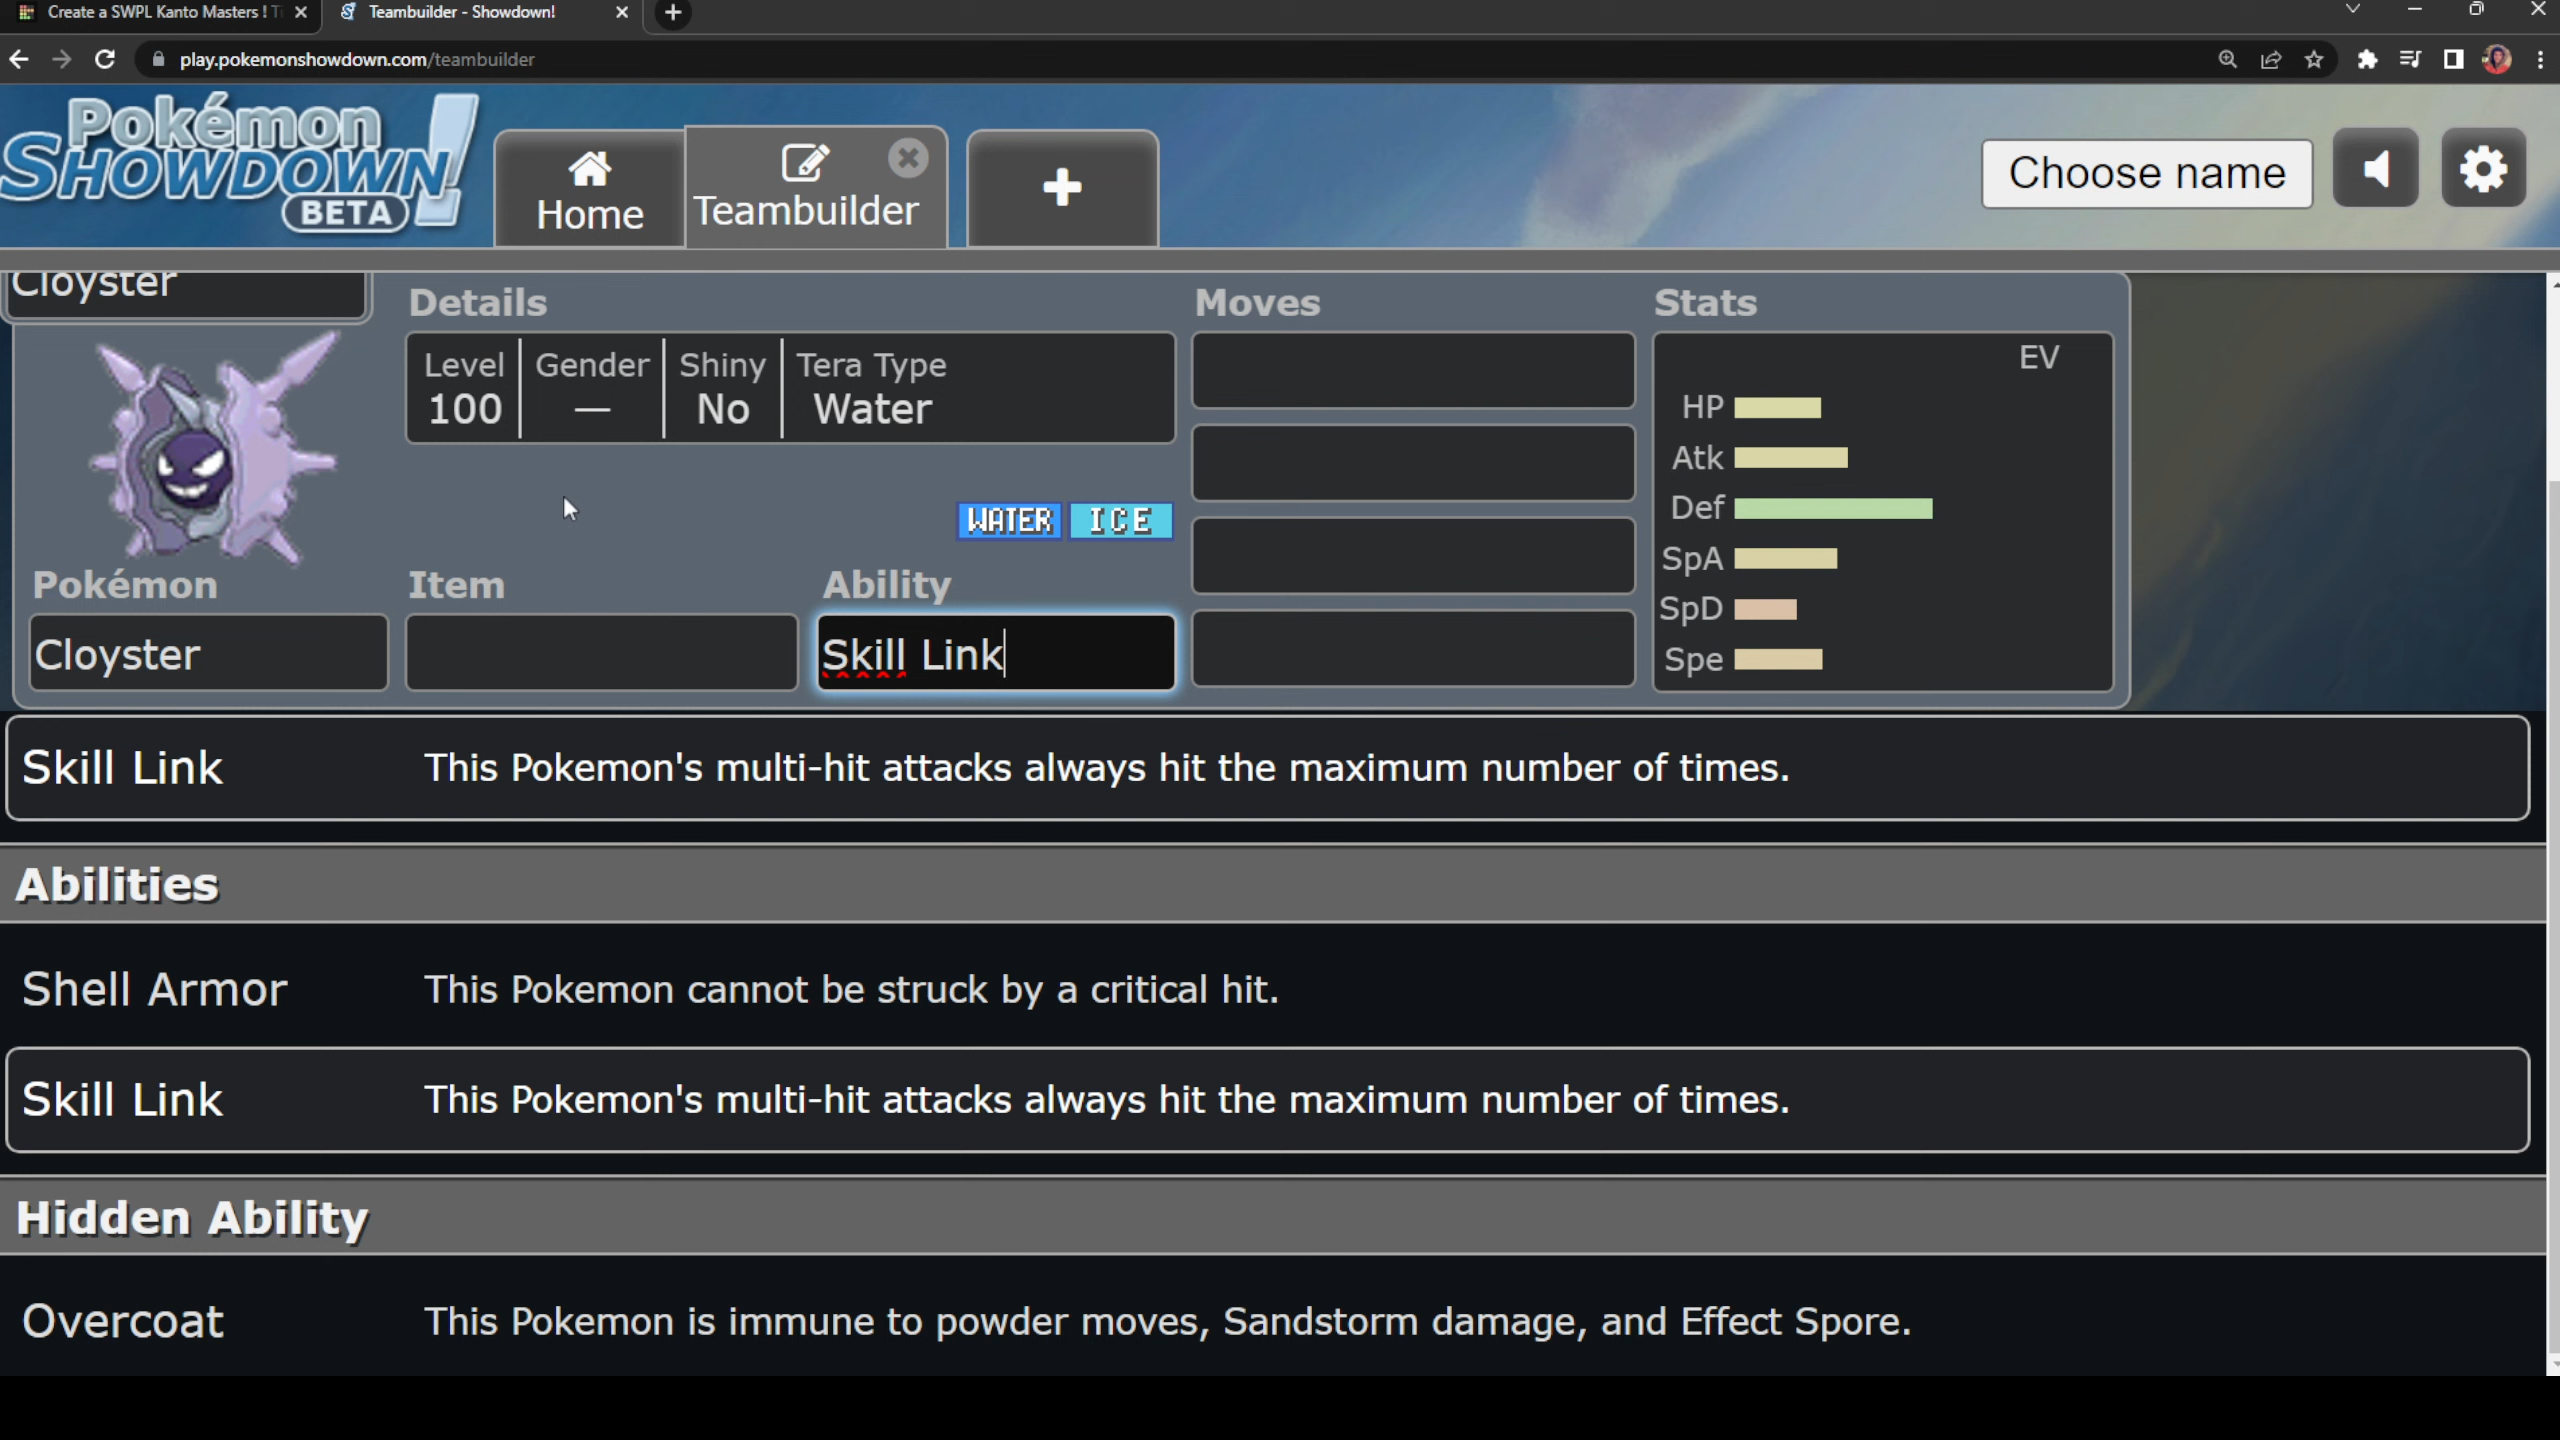 Create a SWPL Kanto Masters ! Ti
Teambuilder - Showdown!
play.pokemonshowdown.com/teambuilder
Pokémon
SHOWDOWN!
BETA
Home
Teambuilder
Choose name
Cloyster
Details
Moves
Stats
Level
Gender
Shiny
Tera Type
100
—
No
Water
EV
HP
Atk
Def
SpA
SpD
Spe
WATER ICE
Pokémon
Item
Ability
Cloyster
Skill Link
Skill Link This Pokemon's multi-hit attacks always hit the maximum number of times.
Abilities
Shell Armor This Pokemon cannot be struck by a critical hit.
Skill Link This Pokemon's multi-hit attacks always hit the maximum number of times.
Hidden Ability
Overcoat This Pokemon is immune to powder moves, Sandstorm damage, and Effect Spore.